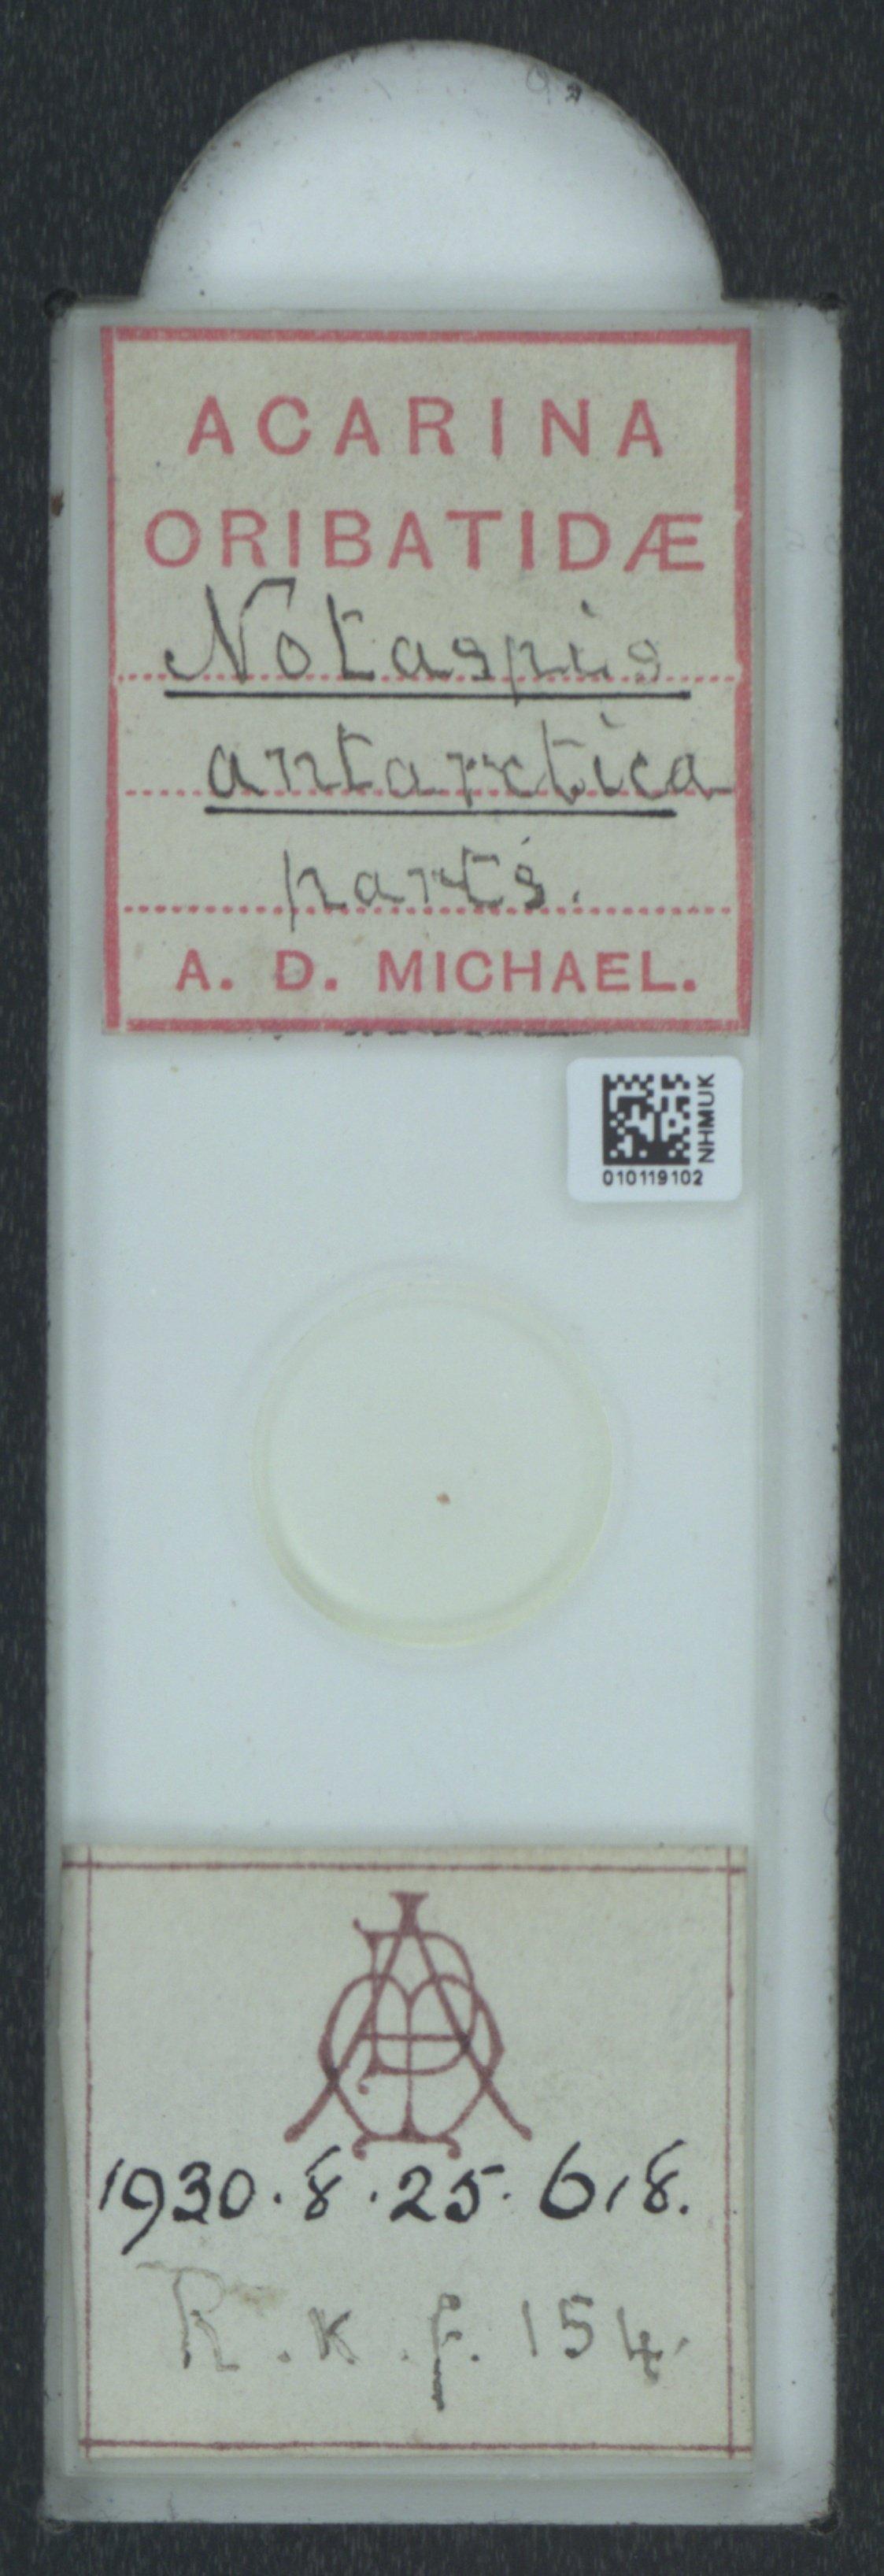 ACARINA
ORIBATIDÆ
Notaspis
antarctica
parts.
A. D. MICHAEL.
NHMUK
010119102
1930.8.25.618.
R.K.f.154